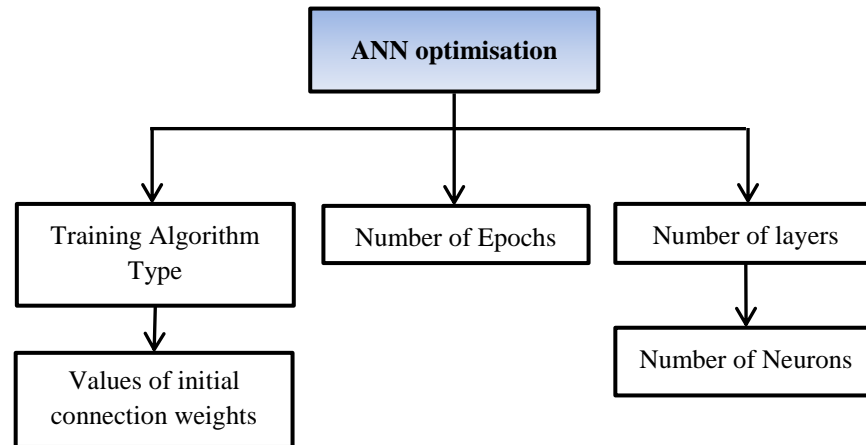 ANN optimisation
Training Algorithm
Type
Number of Epochs
Number of layers
Values of initial
connection weights
Number of Neurons